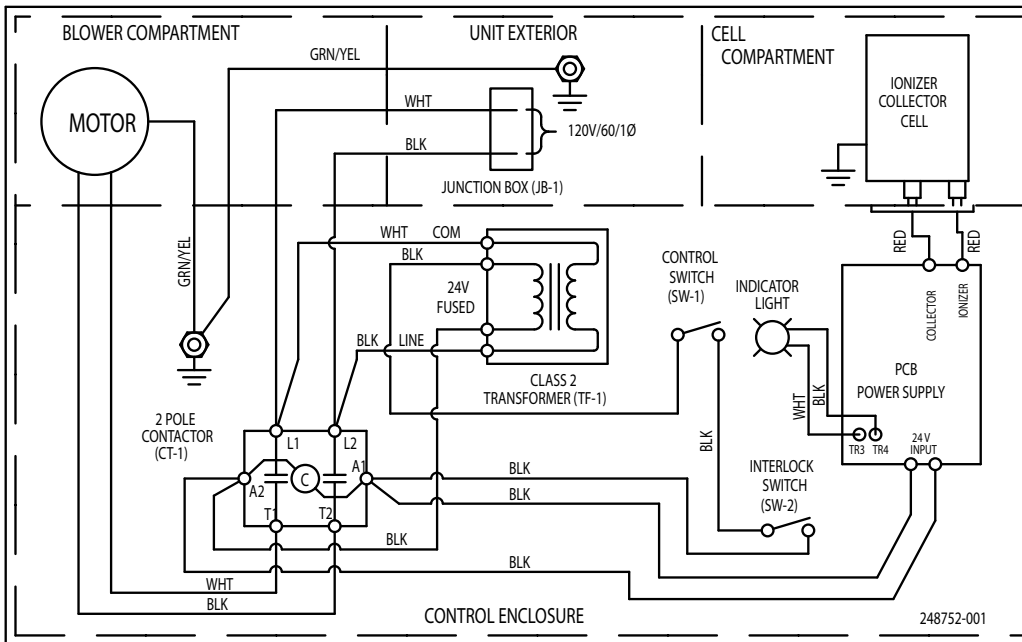 BLOWER COMPARTMENT
UNIT EXTERIOR
CELL
COMPARTMENT
GRN/YEL
WHT
BLK
MOTOR
120V/60/1Ø
JUNCTION BOX (JB-1)
IONIZER
COLLECTOR
CELL
GRN/YEL
WHT COM
BLK
24V
FUSED
BLK LINE
CLASS 2
TRANSFORMER (TF-1)
CONTROL
SWITCH
(SW-1)
INDICATOR
LIGHT
RED
RED
COLLECTOR
IONIZER
PCB
POWER SUPPLY
WHT
BLK
TR3
TR4
24 V
INPUT
2 POLE
CONTACTOR
(CT-1)
L1
L2
A2
C
A1
T1
T2
BLK
BLK
BLK
INTERLOCK
SWITCH
(SW-2)
BLK
BLK
WHT
BLK
CONTROL ENCLOSURE
248752-001